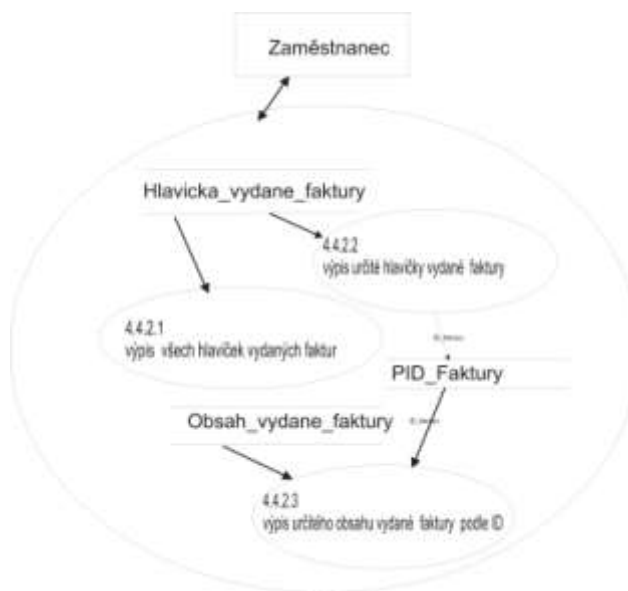 Zaměstnanec
Hlavicka_vydane_faktury
4.4.2.2
výpis určité hlavičky vydané faktury
4.4.2.1
výpis všech hlaviček vydaných faktur
PID_Faktury
Obsah_vydane_faktury
4.4.2.3
výpis určitého obsahu vydané faktury podle ID